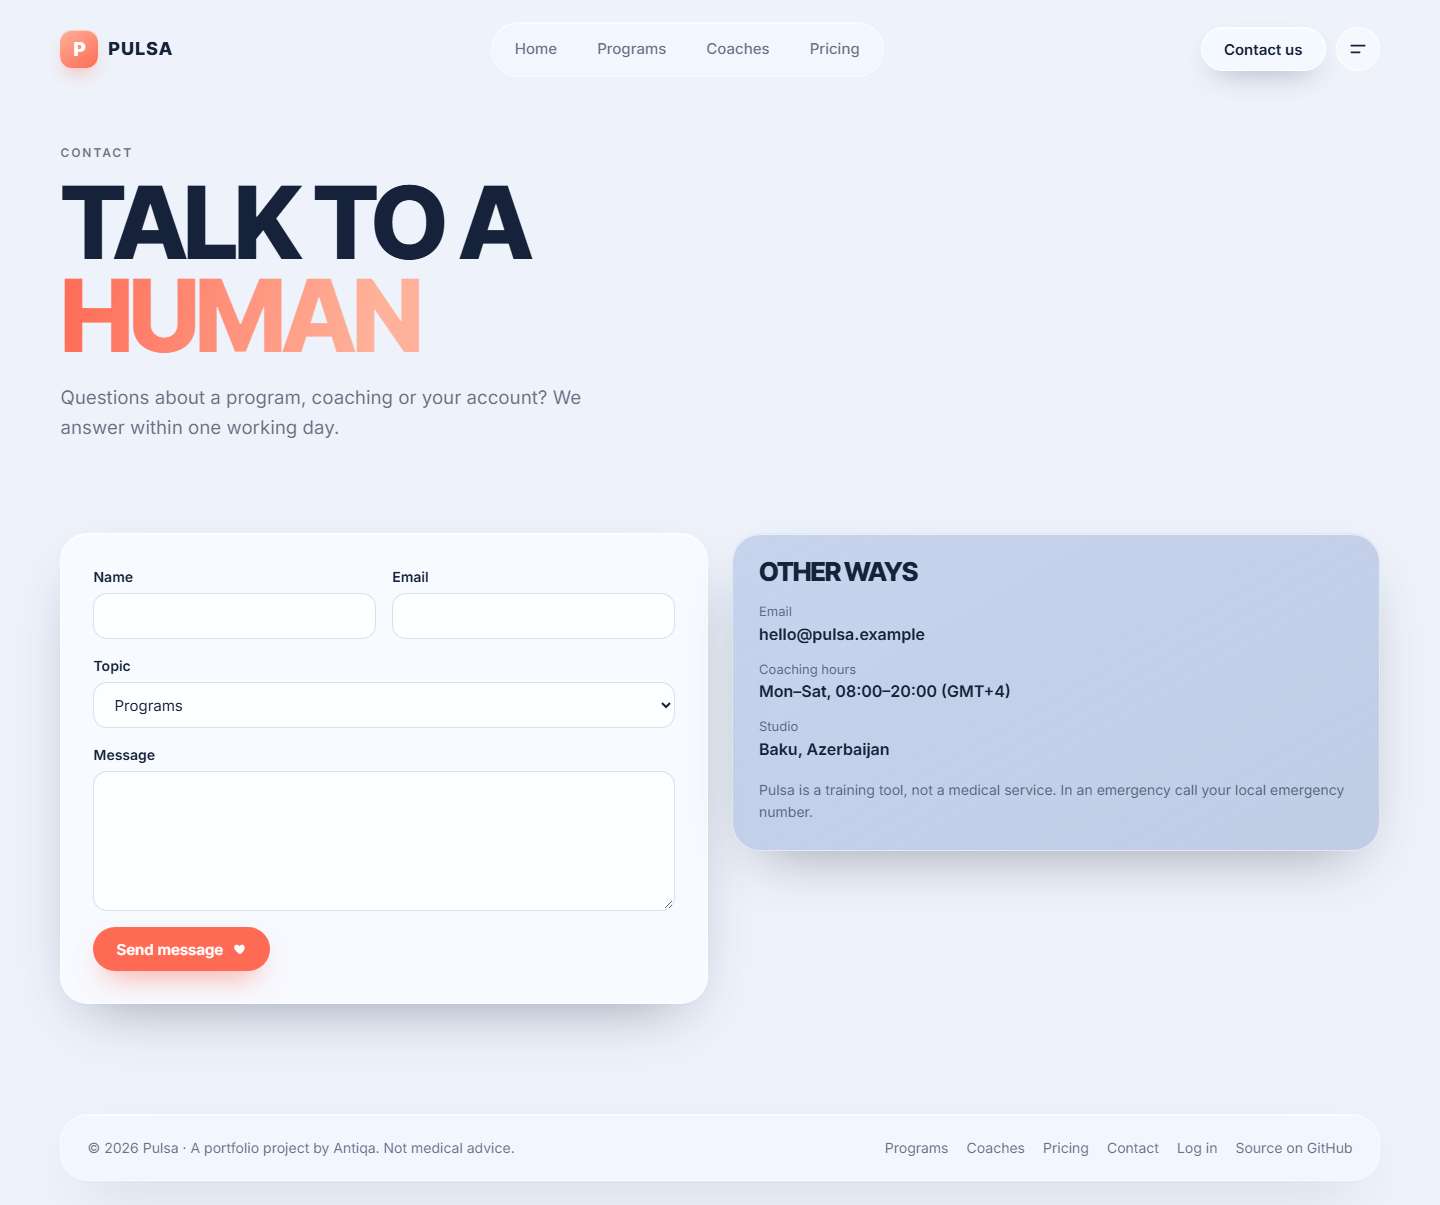 P PULSA
Home Programs Coaches Pricing
Contact us
CONTACT
TALK TO A
HUMAN
Questions about a program, coaching or your account? We
answer within one working day.
Name Email
Topic
Programs
Message
Send message
OTHER WAYS
Email
hello@pulsa.example
Coaching hours
Mon–Sat, 08:00–20:00 (GMT+4)
Studio
Baku, Azerbaijan
Pulsa is a training tool, not a medical service. In an emergency call your local emergency
number.
© 2026 Pulsa · A portfolio project by Antiqa. Not medical advice.
Programs Coaches Pricing Contact Log in Source on GitHub